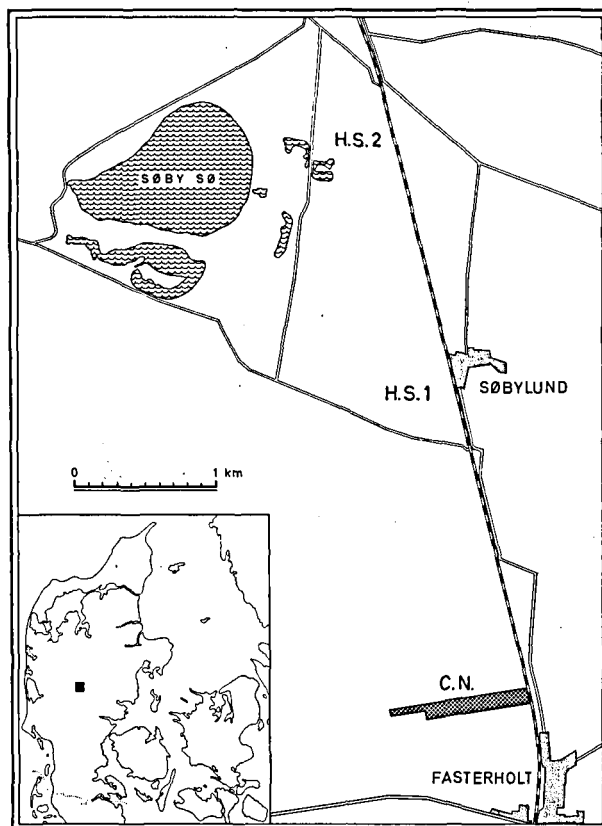 H.S.2
SØBY SØ
H.S.1
SØBYLUND
0 1 km
C.N.
FASTERHOLT